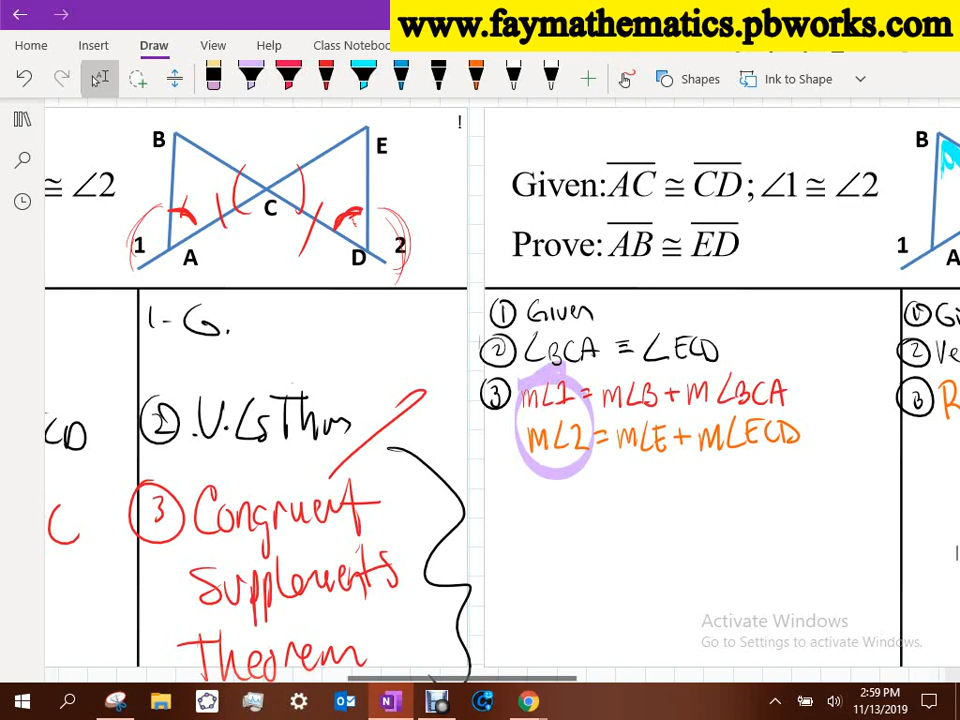 www.faymathematics.pbworks.com
Home Insert Draw View Help Class Notebo
Shapes Ink to Shape
B E !
≅ ∠2
C
1 2
A D
Given: AC ≅ CD; ∠1 ≅ ∠2
Prove: AB ≅ ED
B
1
A
1- G.
② V. ∠s Thm
CD
③ Congruent
C
Supplements
Theorem
① Given
② ∠BCA ≅ ∠ECD
③ m∠1 = m∠B + m∠BCA
m∠2 = m∠E + m∠ECD
① Gi
② Ve
③ R
Activate Windows
Go to Settings to activate Windows.
2:59 PM
11/13/2019